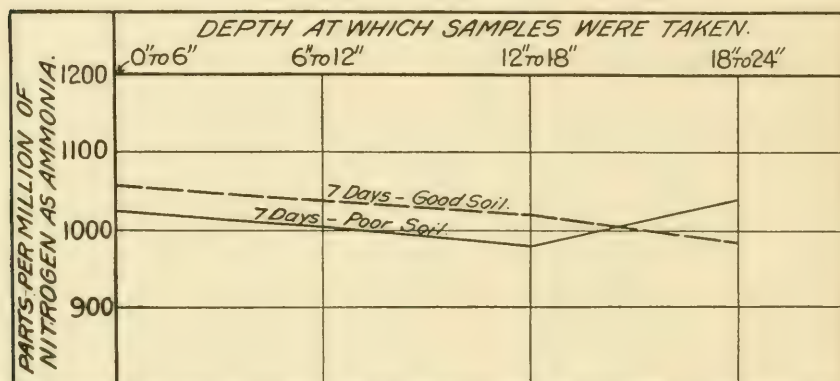 DEPTH AT WHICH SAMPLES WERE TAKEN.
0" TO 6" 6" TO 12" 12" TO 18" 18" TO 24"
PARTS PER MILLION OF
NITROGEN AS AMMONIA.
1200
1100
1000
900
7 Days - Good Soil.
7 Days - Poor Soil.